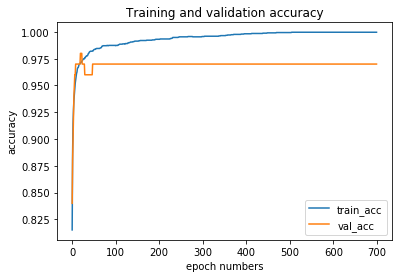 Training and validation accuracy
1.000
0.975
0.950
0.925
0.900
0.875
0.850
0.825
accuracy
train_acc
val_acc
0 100 200 300 400 500 600 700
epoch numbers